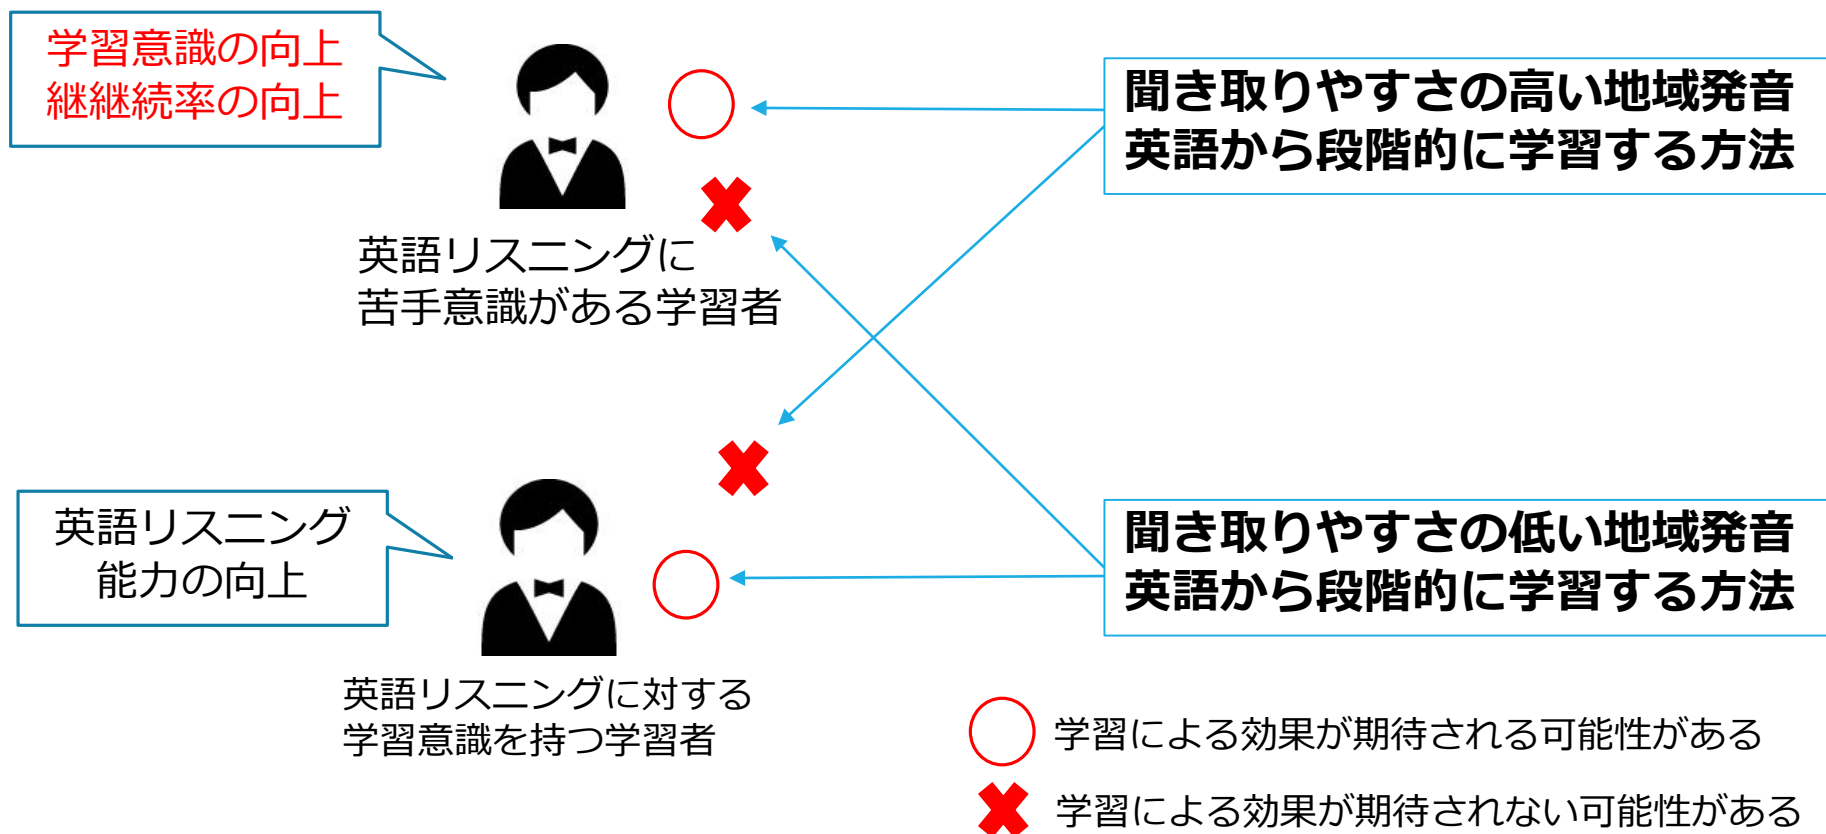 学習意識の向上
継継続率の向上
英語リスニングに
苦手意識がある学習者
聞き取りやすさの高い地域発音
英語から段階的に学習する方法
英語リスニング
能力の向上
英語リスニングに対する
学習意識を持つ学習者
聞き取りやすさの低い地域発音
英語から段階的に学習する方法
学習による効果が期待される可能性がある
学習による効果が期待されない可能性がある